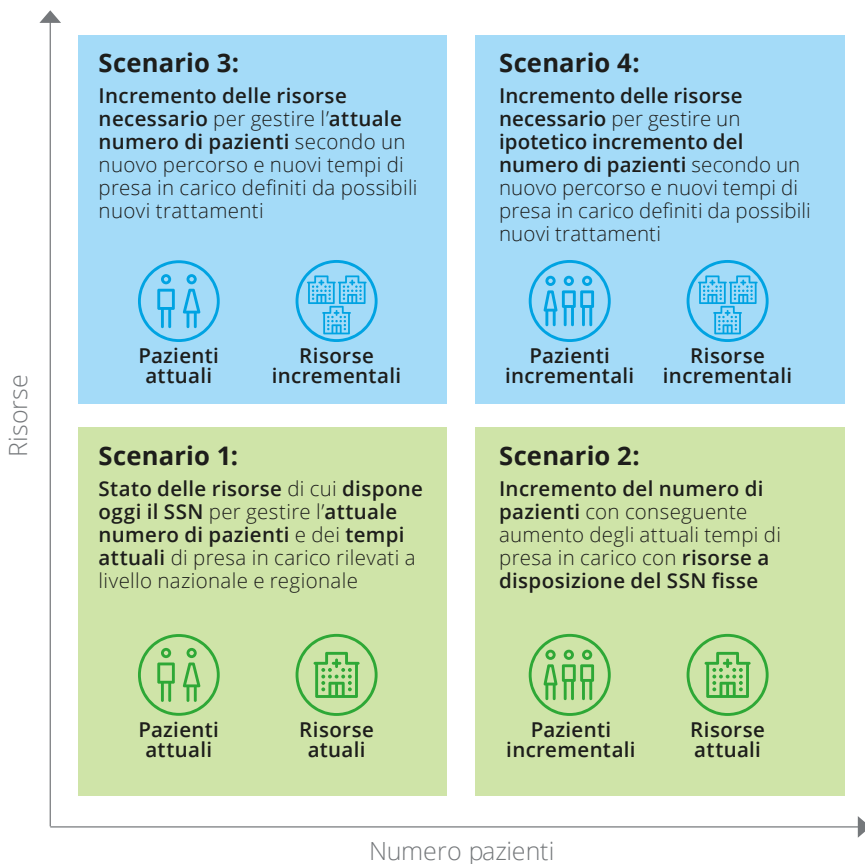 Scenario 3:
Incremento delle risorse
necessario per gestire l'attuale
numero di pazienti secondo un
nuovo percorso e nuovi tempi di
presa in carico definiti da possibili
nuovi trattamenti
Pazienti
attuali
Risorse
incrementali
Scenario 4:
Incremento delle risorse
necessario per gestire un
ipotetico incremento del
numero di pazienti secondo un
nuovo percorso e nuovi tempi di
presa in carico definiti da possibili
nuovi trattamenti
Pazienti
incrementali
Risorse
incrementali
Risorse
Scenario 1:
Stato delle risorse di cui dispone
oggi il SSN per gestire l'attuale
numero di pazienti e dei tempi
attuali di presa in carico rilevati a
livello nazionale e regionale
Pazienti
attuali
Risorse
atuali
Scenario 2:
Incremento del numero di
pazienti con conseguente
aumento degli attuali tempi di
presa in carico con risorse a
disposizione del SSN fisse
Pazienti
incrementali
Risorse
attuali
Numero pazienti